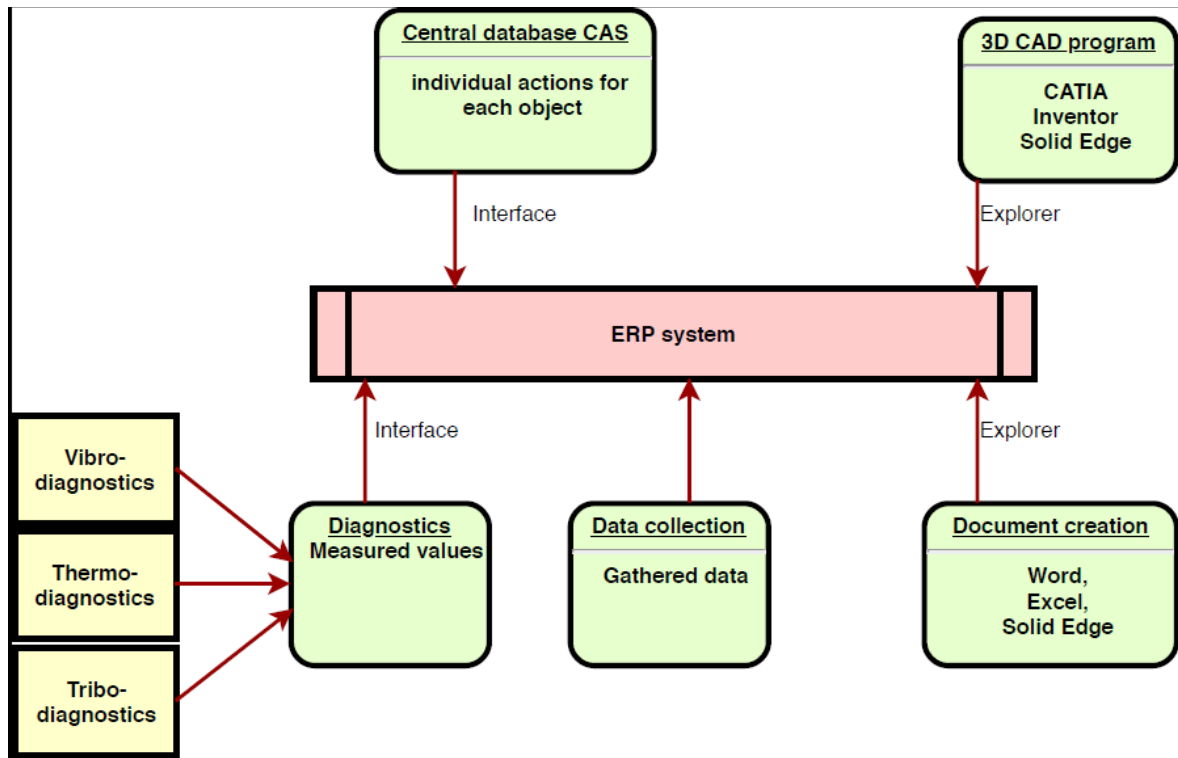 Central database CAS
individual actions for
each object
3D CAD program
CATIA
Inventor
Solid Edge
Interface
Explorer
ERP system
Interface
Explorer
Vibro-
diagnostics
Thermo-
diagnostics
Tribo-
diagnostics
Diagnostics
Measured values
Data collection
Gathered data
Document creation
Word,
Excel,
Solid Edge